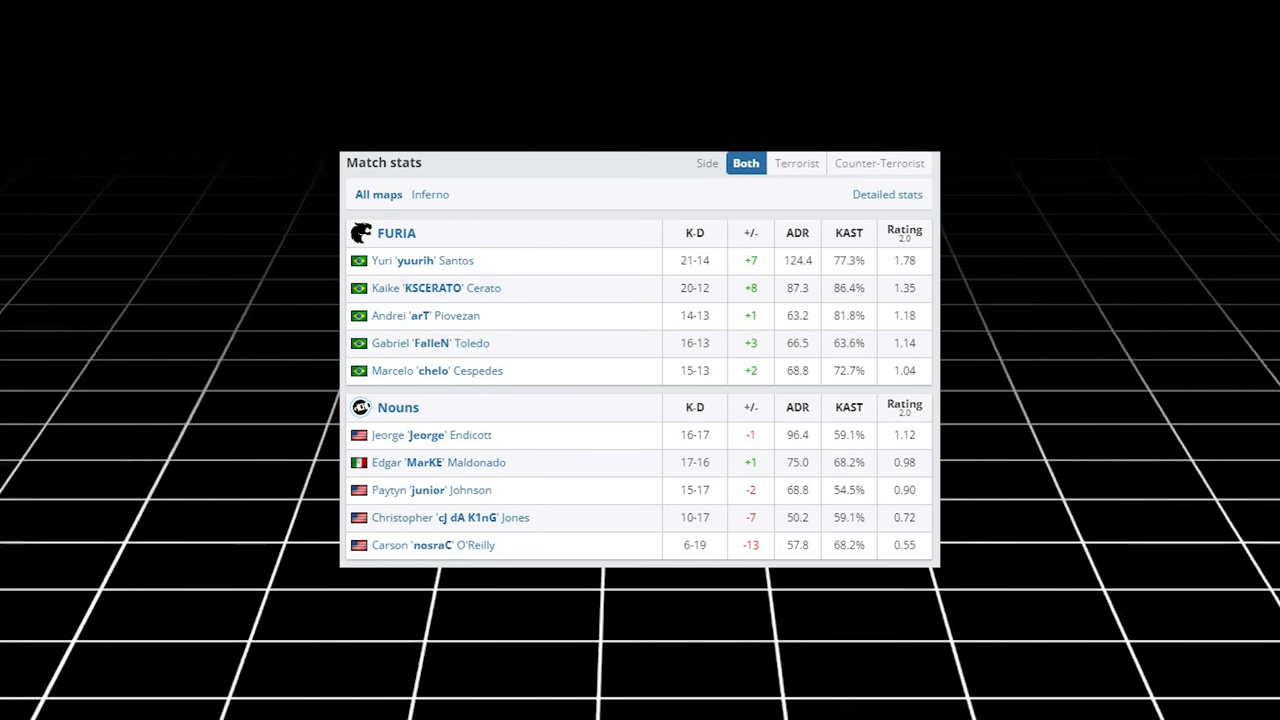 Match stats Side Both Terrorist Counter-Terrorist
All maps Inferno Detailed stats
FURIA K-D +/- ADR KAST Rating 2.0
Yuri 'yuurih' Santos 21-14 +7 124.4 77.3% 1.78
Kaike 'KSCERATO' Cerato 20-12 +8 87.3 86.4% 1.35
Andrei 'arT' Piovezan 14-13 +1 63.2 81.8% 1.18
Gabriel 'FalleN' Toledo 16-13 +3 66.5 63.6% 1.14
Marcelo 'chelo' Cespedes 15-13 +2 68.8 72.7% 1.04
Nouns K-D +/- ADR KAST Rating 2.0
Jeorge 'Jeorge' Endicott 16-17 -1 96.4 59.1% 1.12
Edgar 'MarKE' Maldonado 17-16 +1 75.0 68.2% 0.98
Paytyn 'junior' Johnson 15-17 -2 68.8 54.5% 0.90
Christopher 'cJ dA K1nG' Jones 10-17 -7 50.2 59.1% 0.72
Carson 'nosraC' O'Reilly 6-19 -13 57.8 68.2% 0.55